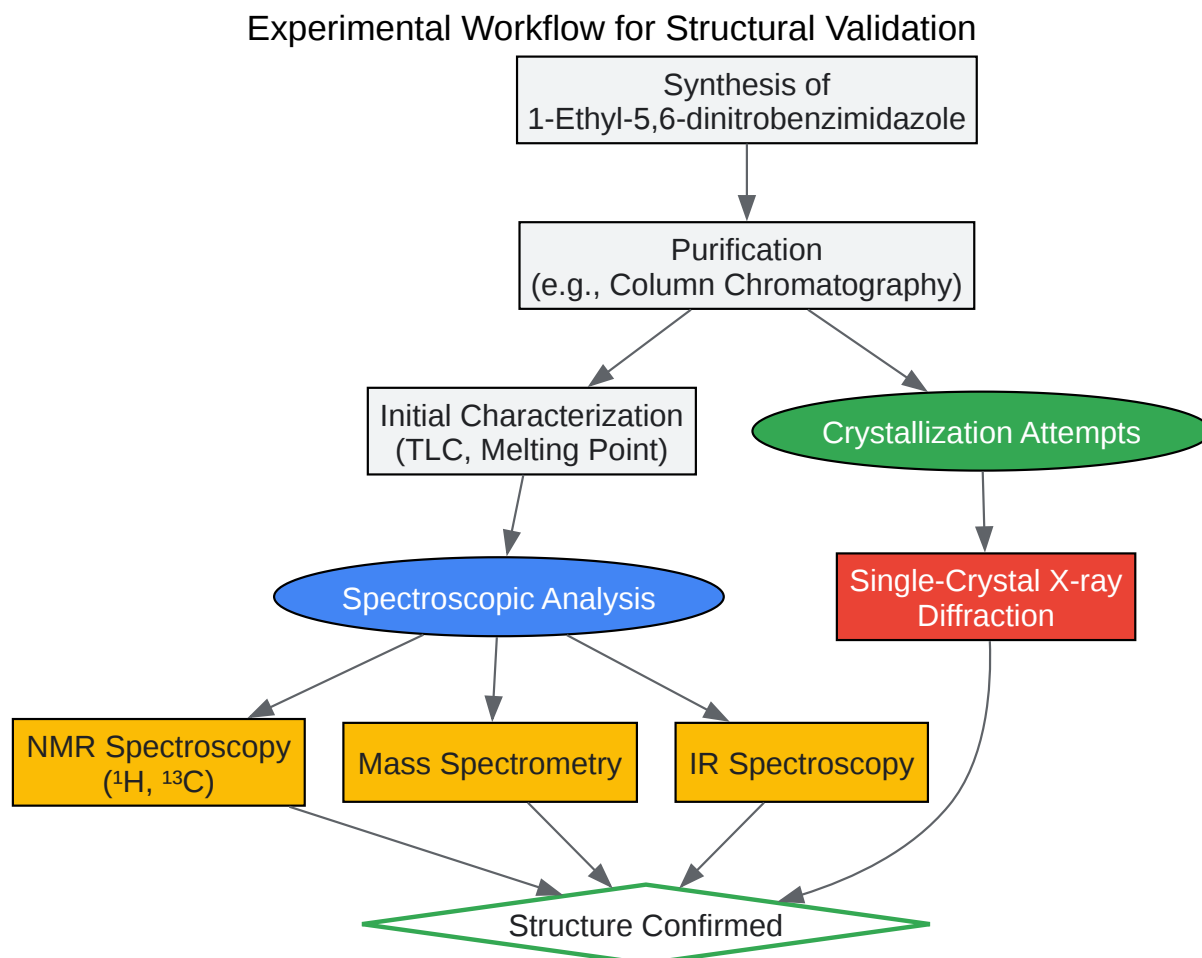 Experimental Workflow for Structural Validation
Synthesis of
1-Ethyl-5,6-dinitrobenzimidazole
Purification
(e.g., Column Chromatography)
Initial Characterization
(TLC, Melting Point)
Crystallization Attempts
Spectroscopic Analysis
Single-Crystal X-ray
Diffraction
NMR Spectroscopy
(¹H, ¹³C)
Mass Spectrometry
IR Spectroscopy
Structure Confirmed